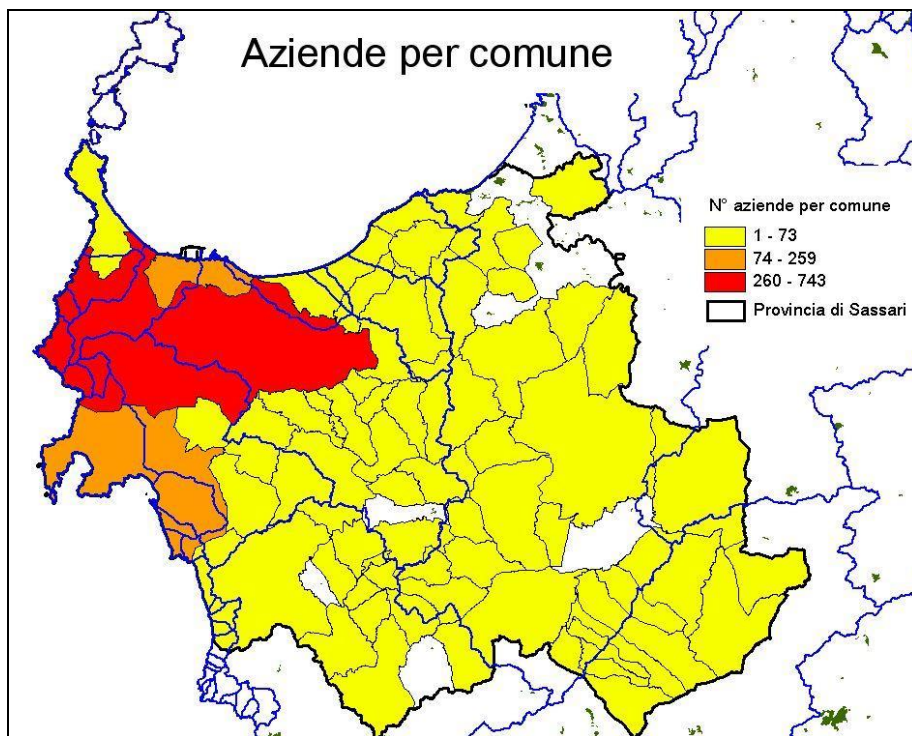 Aziende per comune
N° aziende per comune
1 - 73
74 - 259
260 - 743
Provincia di Sassari